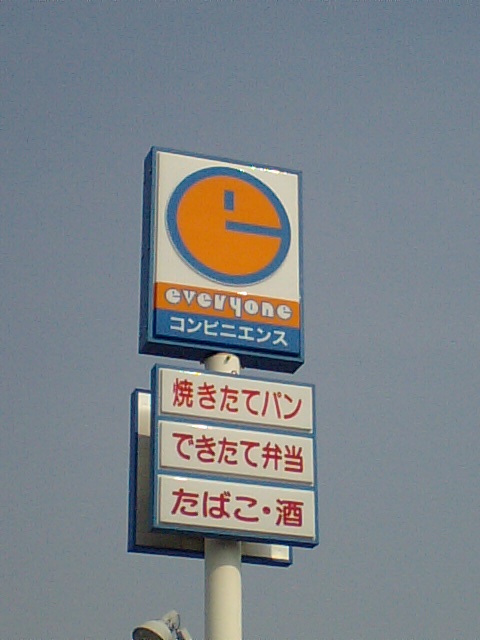 everyone
コンビニエンス
焼きたてパン
できたて弁当
たばこ・酒